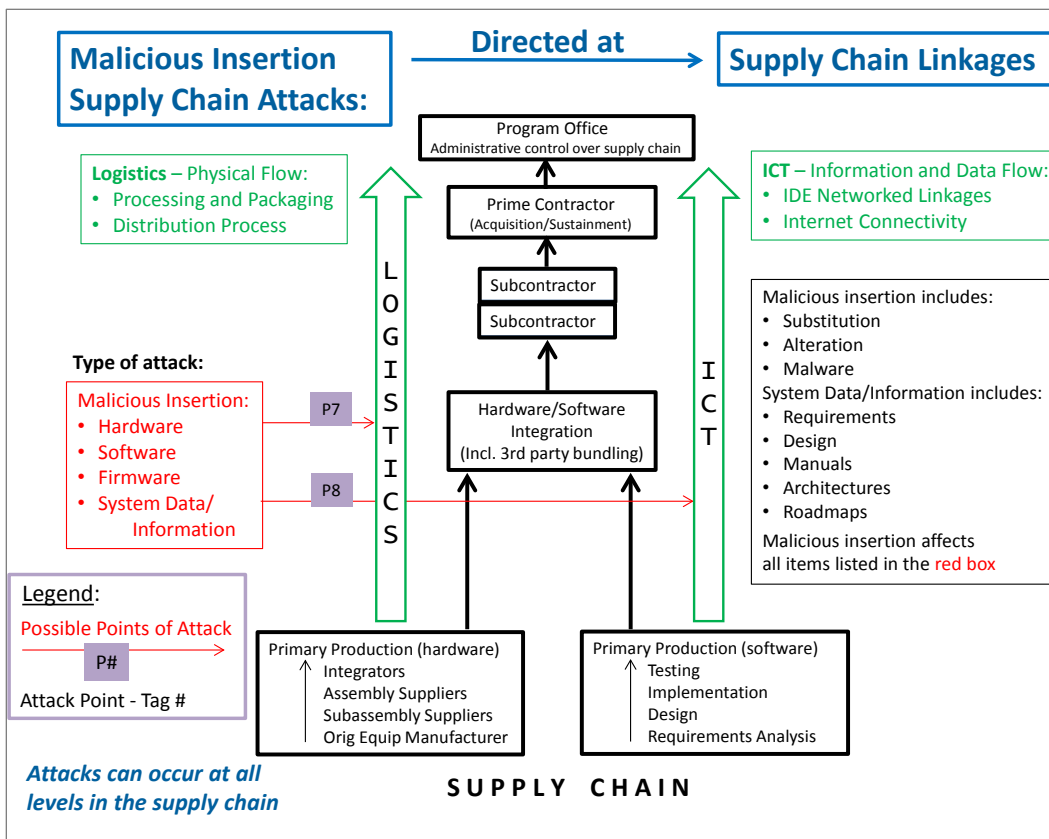 Malicious Insertion
Supply Chain Attacks:
Directed at
Supply Chain Linkages
Program Office
Administrative control over supply chain
Logistics – Physical Flow:
• Processing and Packaging
• Distribution Process
Prime Contractor
(Acquisition/Sustainment)
ICT – Information and Data Flow:
• IDE Networked Linkages
• Internet Connectivity
LOGISTICS
Subcontractor
Subcontractor
ICT
Malicious insertion includes:
• Substitution
• Alteration
• Malware
System Data/Information includes:
• Requirements
• Design
• Manuals
• Architectures
• Roadmaps
Malicious insertion affects
all items listed in the red box
Type of attack:
Malicious Insertion:
• Hardware
• Software
• Firmware
• System Data/
Information
P7
P8
Hardware/Software
Integration
(Incl. 3rd party bundling)
Legend:
Possible Points of Attack
P#
Attack Point - Tag #
Primary Production (hardware)
Integrators
Assembly Suppliers
Subassembly Suppliers
Orig Equip Manufacturer
Primary Production (software)
Testing
Implementation
Design
Requirements Analysis
Attacks can occur at all
levels in the supply chain
SUPPLY CHAIN